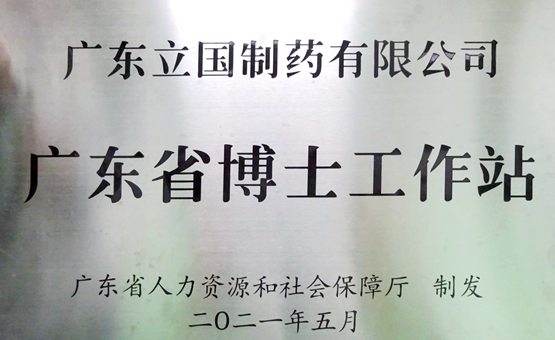 广东立国制药有限公司
广东省博士工作站
广东省人力资源和社会保障厅 制发
二〇二一年五月